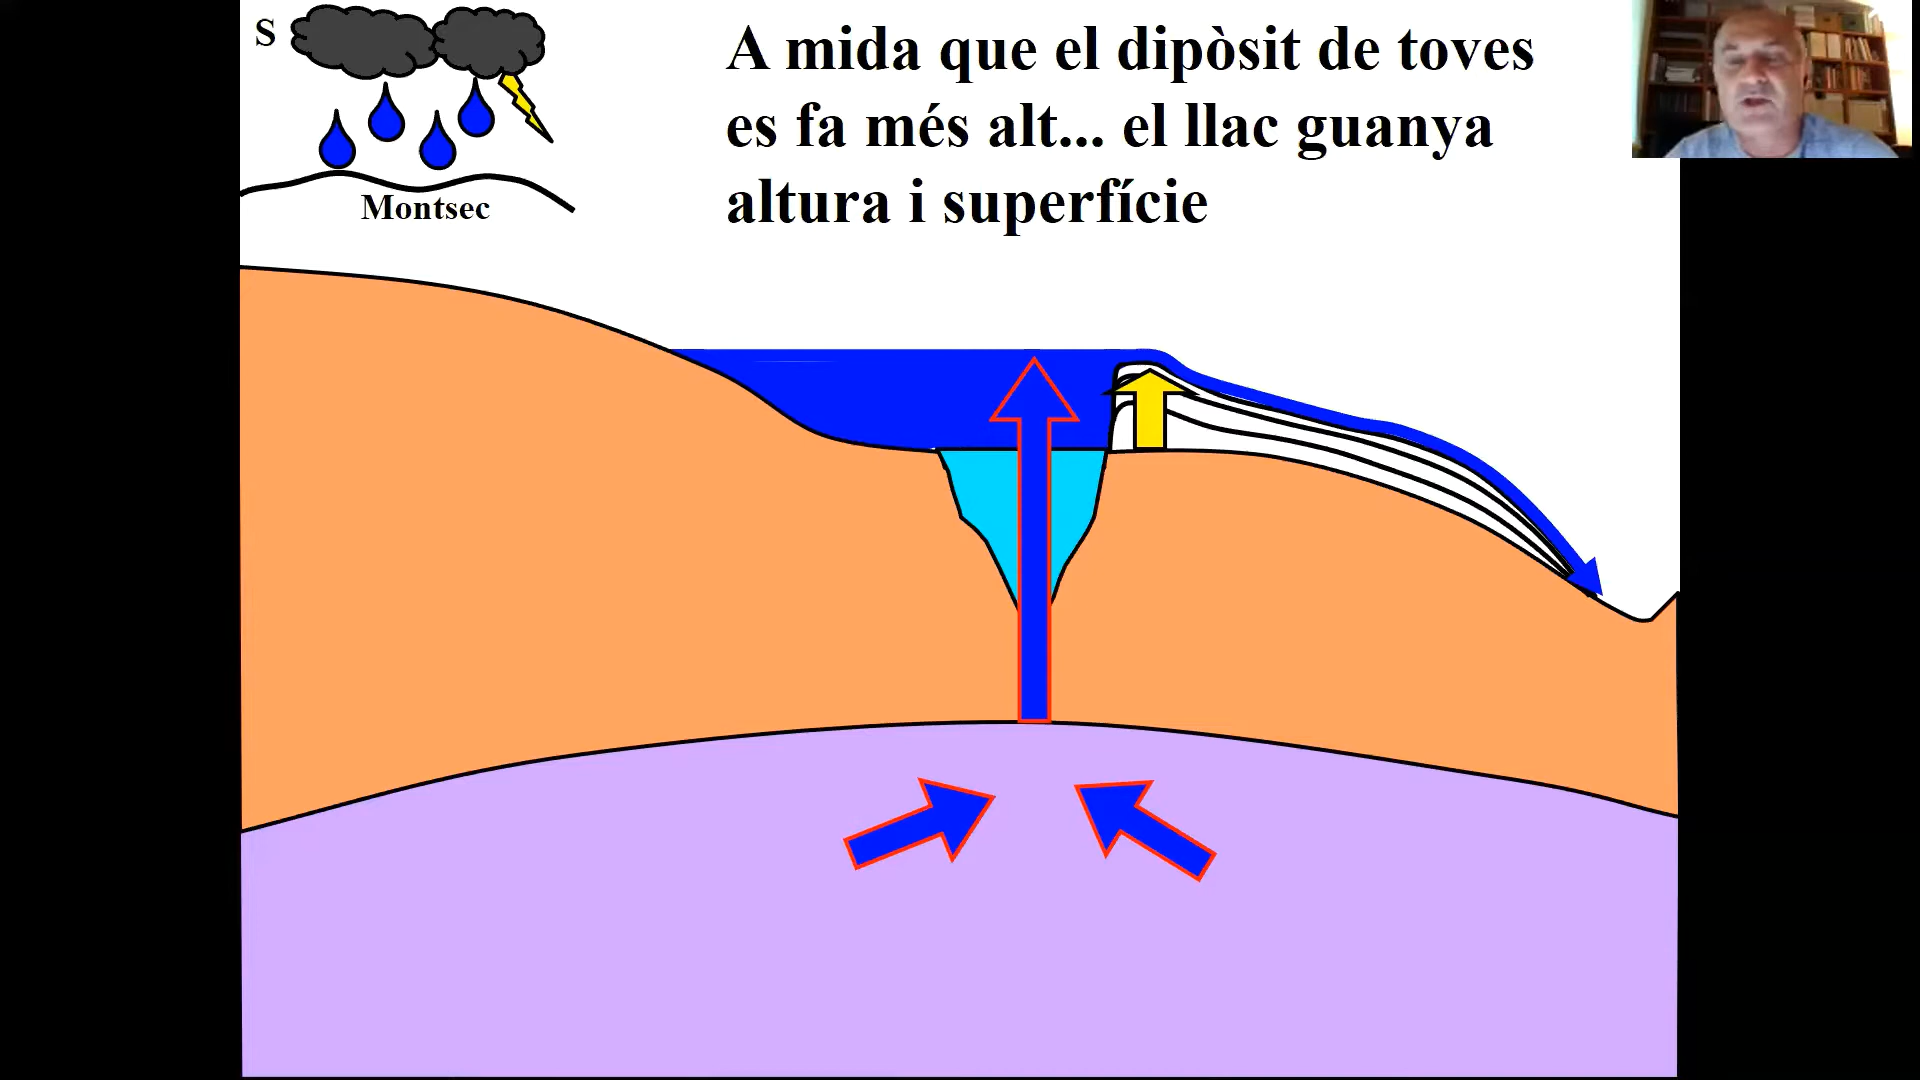 S
Montsec
A mida que el dipòsit de toves
es fa més alt... el llac guanya
altura i superfície